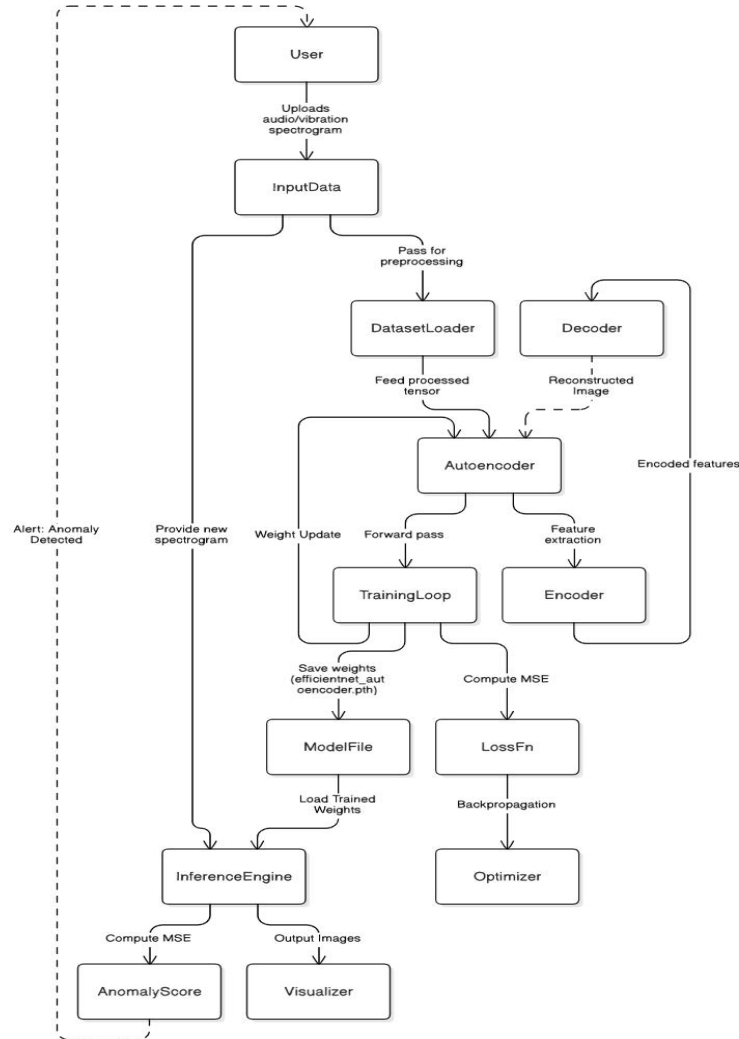 User
Uploads
audio/vibration
spectrogram
InputData
Pass for
preprocessing
DatasetLoader
Decoder
Feed processed
tensor
Reconstructed
Image
Autoencoder
Encoded features
Alert: Anomaly
Detected
Provide new
spectrogram
Weight Update
Forward pass
Feature
extraction
TrainingLoop
Encoder
Save weights
(efficientnet_aut
oencoder.pth)
Compute MSE
ModelFile
LossFn
Load Trained
Weights
Backpropagation
InferenceEngine
Optimizer
Compute MSE
Output Images
AnomalyScore
Visualizer